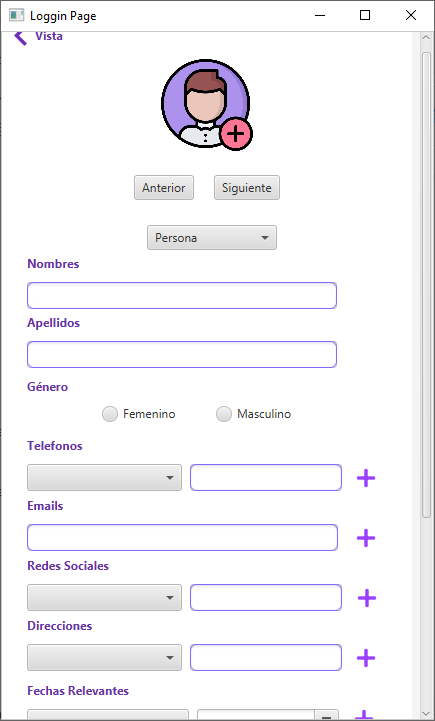 Loggin Page
Vista
Anterior Siguiente
Persona
Nombres
Apellidos
Género
Femenino Masculino
Telefonos
Emails
Redes Sociales
Direcciones
Fechas Relevantes